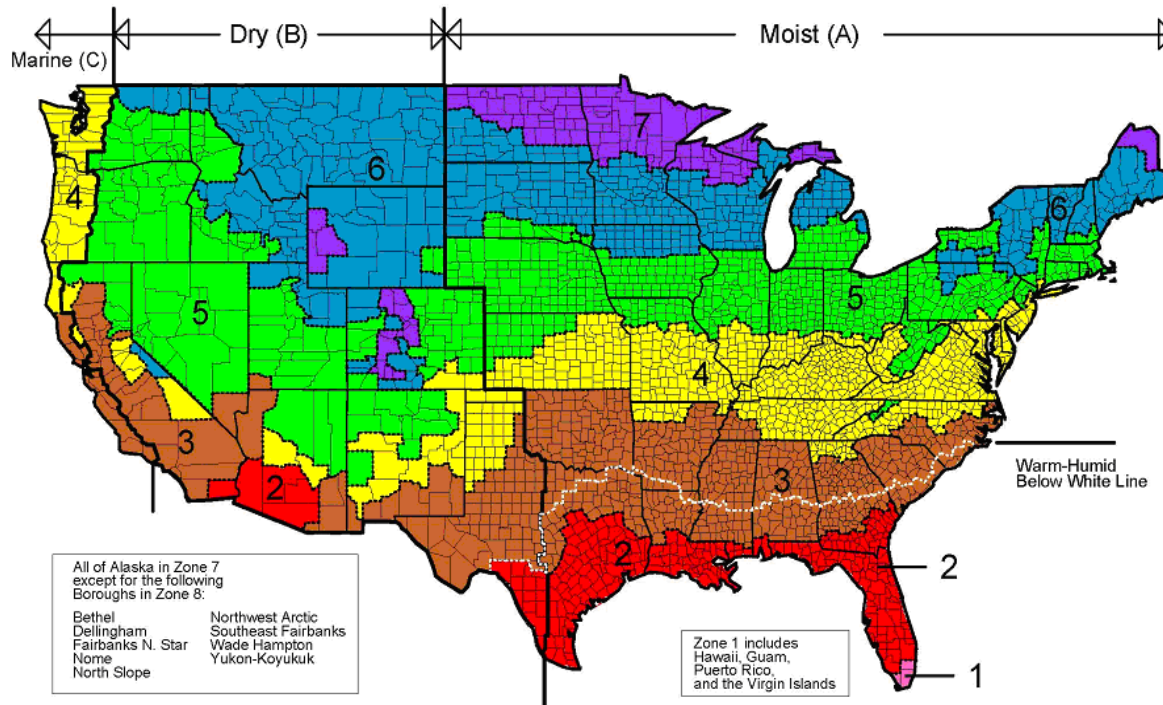 Dry (B)
Moist (A)
Marine (C)
7
6
4
6
5
5
4
3
3
Warm-Humid
Below White Line
2
2
2
1
All of Alaska in Zone 7
except for the following
Boroughs in Zone 8:
Bethel
Dellingham
Fairbanks N. Star
Nome
North Slope
Northwest Arctic
Southeast Fairbanks
Wade Hampton
Yukon-Koyukuk
Zone 1 includes
Hawaii, Guam,
Puerto Rico,
and the Virgin Islands